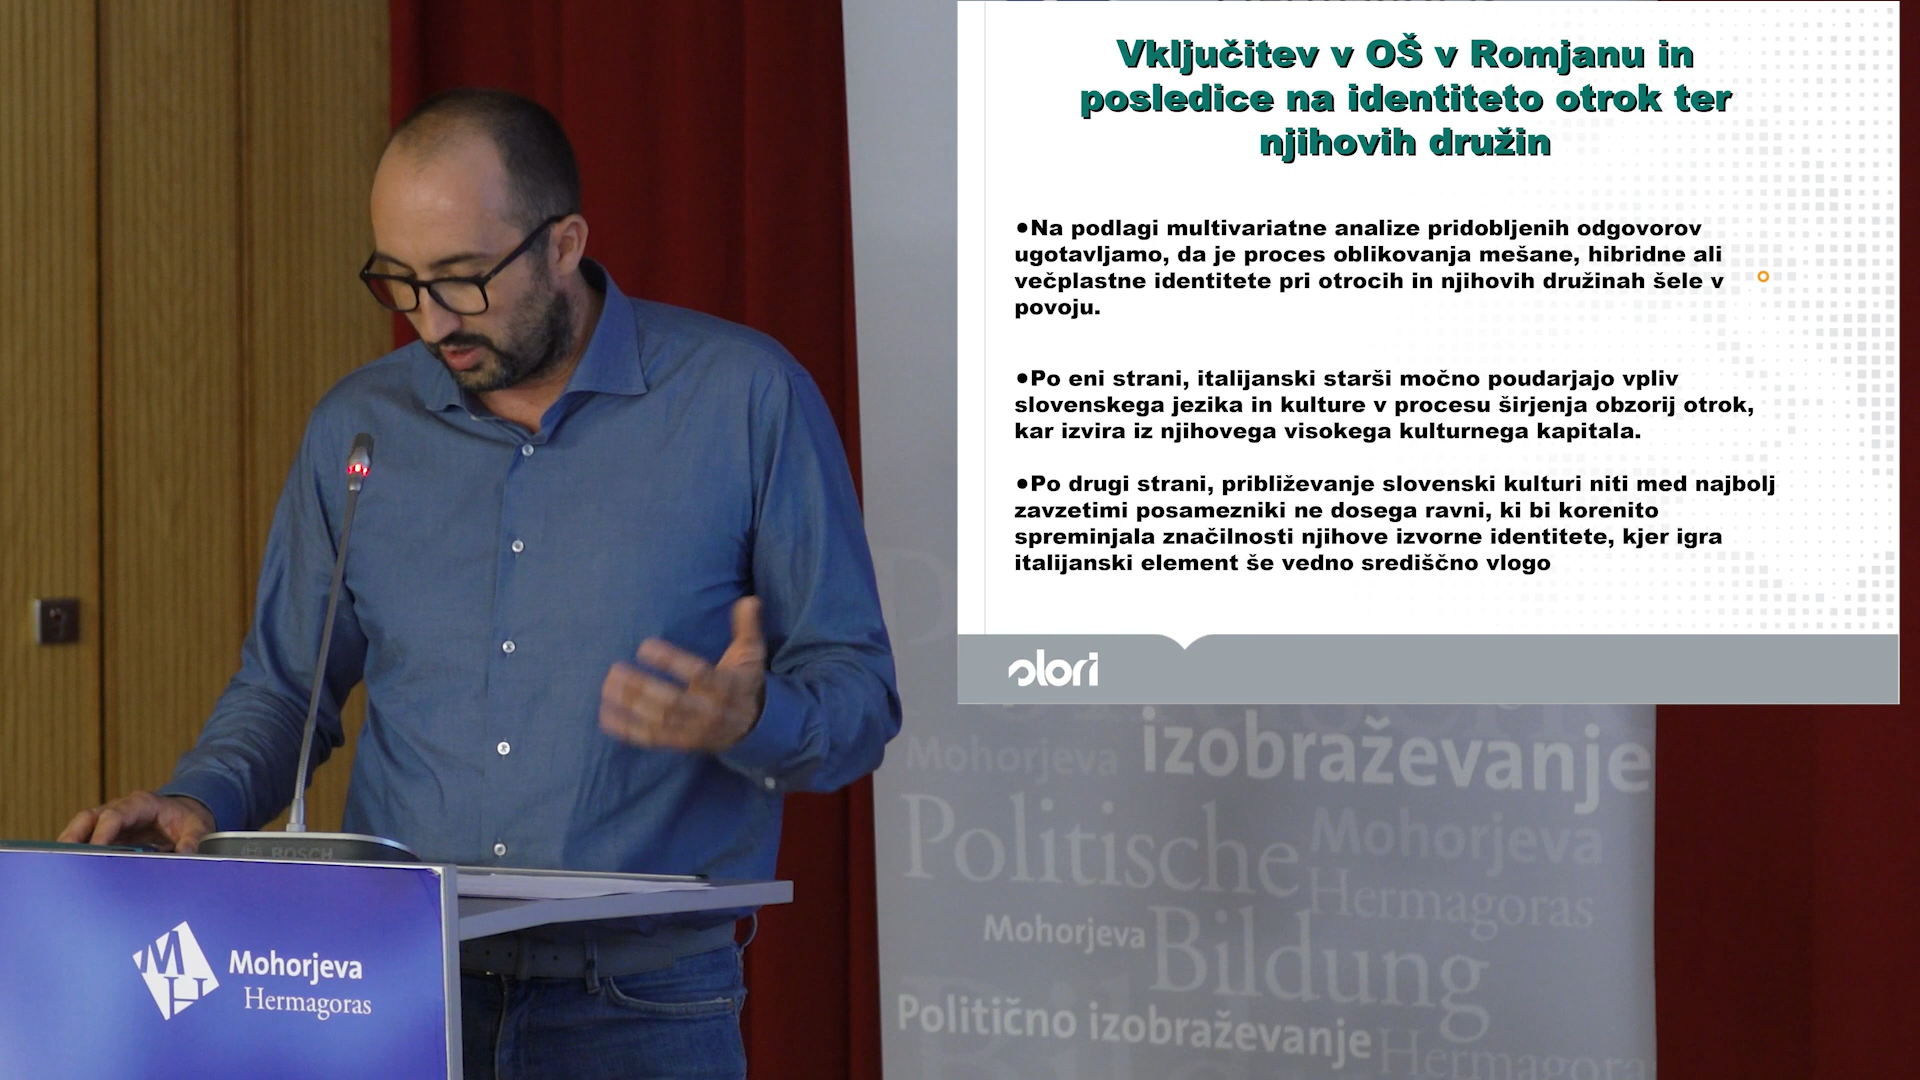 Vključitev v OŠ v Romjanu in
posledice na identiteto otrok ter
njihovih družin
●Na podlagi multivariatne analize pridobljenih odgovorov
ugotavljamo, da je proces oblikovanja mešane, hibridne ali
večplastne identitete pri otrocih in njihovih družinah šele v
povoju.
●Po eni strani, italijanski starši močno poudarjajo vpliv
slovenskega jezika in kulture v procesu širjenja obzorij otrok,
kar izvira iz njihovega visokega kulturnega kapitala.
●Po drugi strani, približevanje slovenski kulturi niti med najbolj
zavzetimi posamezniki ne dosega ravni, ki bi korenito
spreminjala značilnosti njihove izvorne identitete, kjer igra
italijanski element še vedno središčno vlogo
slori
Mohorjeva izobraževanje
Politische Mohorjeva
Hermagoras
Mohorjeva Bildung
Politično izobraževanje Hermagoras
BOSCH
MH Mohorjeva
Hermagoras